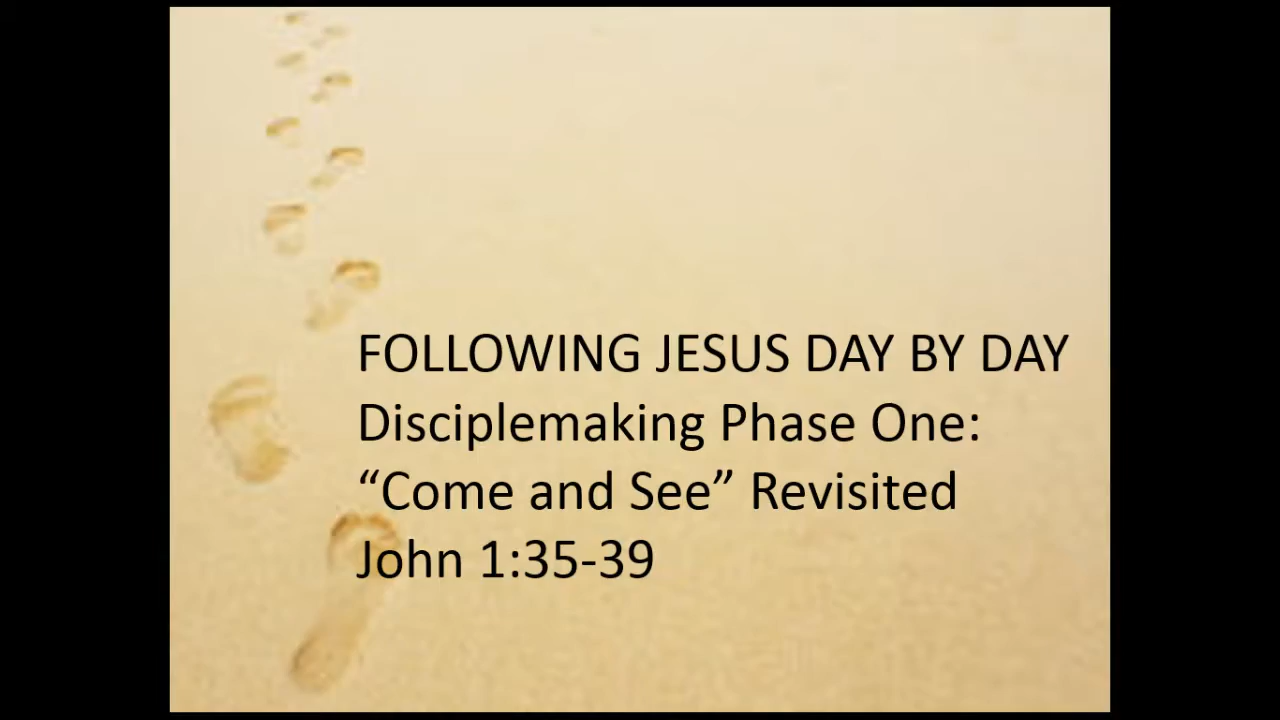 FOLLOWING JESUS DAY BY DAY
Disciplemaking Phase One:
“Come and See” Revisited
John 1:35-39